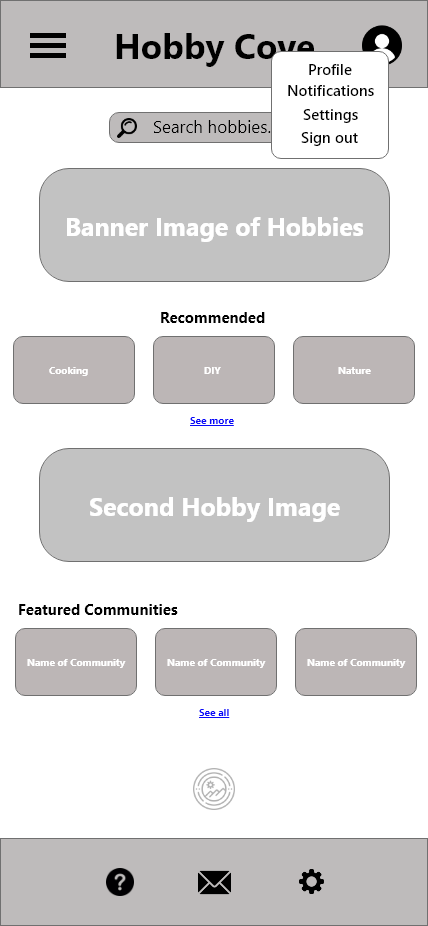 Hobby Cove
Profile
Notifications
Settings
Sign out
Search hobbies.
Banner Image of Hobbies
Recommended
Cooking
DIY
Nature
See more
Second Hobby Image
Featured Communities
Name of Community
Name of Community
Name of Community
See all
?